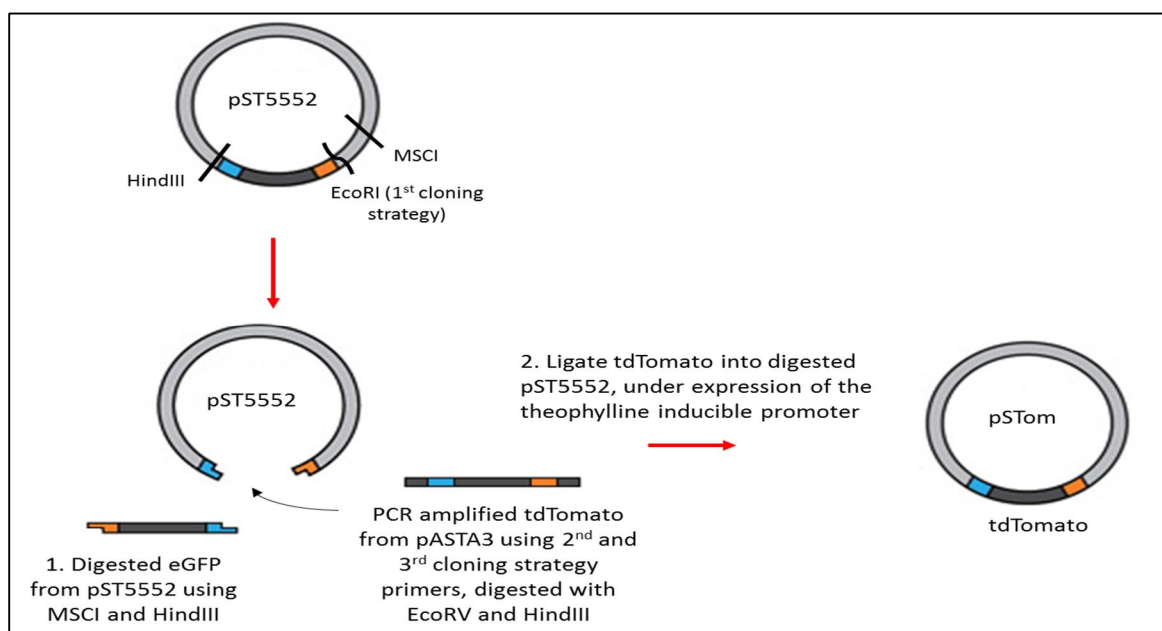 pST5552
MSCI
HindIII
EcoRI (1st cloning
strategy)
pST5552
2. Ligate tdTomato into digested
pST5552, under expression of the
theophylline inducible promoter
pSTom
tdTomato
PCR amplified tdTomato
from pASTA3 using 2nd and
3rd cloning strategy
primers, digested with
EcoRV and HindIII
1. Digested eGFP
from pST5552 using
MSCI and HindIII